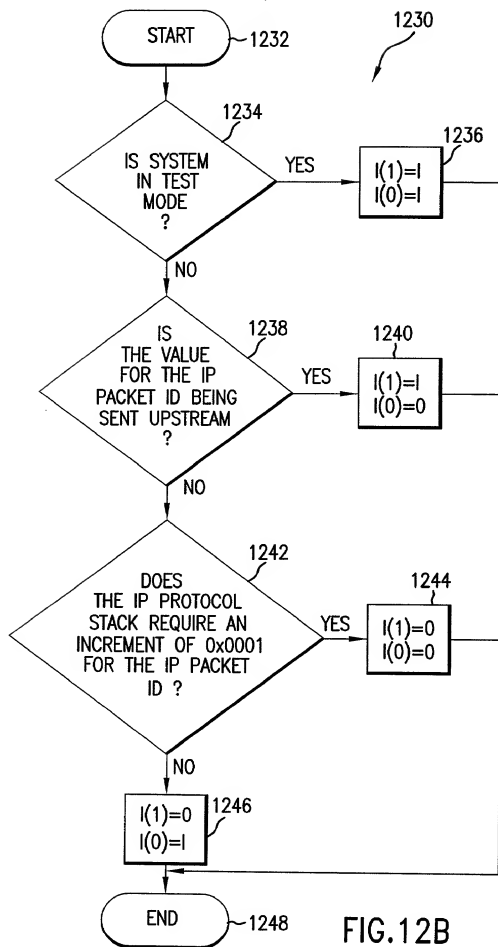 START
1232
1230
1234
IS SYSTEM
IN TEST
MODE
?
YES
1236
I(1)=I
I(0)=I
NO
1238
IS
THE VALUE
FOR THE IP
PACKET ID BEING
SENT UPSTREAM
?
YES
1240
I(1)=I
I(0)=0
NO
1242
DOES
THE IP PROTOCOL
STACK REQUIRE AN
INCREMENT OF 0x0001
FOR THE IP PACKET
ID ?
YES
1244
I(1)=0
I(0)=0
NO
1246
I(1)=0
I(0)=I
END
1248
FIG.12B